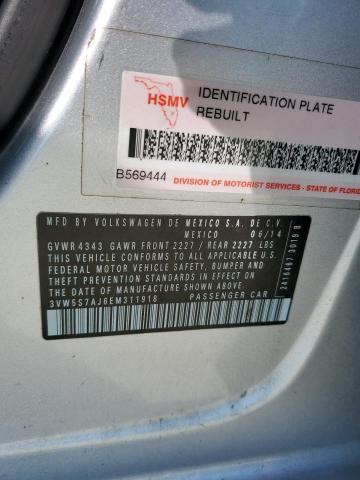 HSMV
IDENTIFICATION PLATE
REBUILT
B569444
DIVISION OF MOTORIST SERVICES - STATE OF FLORI
MFD BY VOLKSWAGEN DE MEXICO S.A. DE C.V.
MEXICO 06/14
GVWR 4343 GAWR FRONT 2227 / REAR 2227 LBS
THIS VEHICLE CONFORMS TO ALL APPLICABLE U.S.
FEDERAL MOTOR VEHICLE SAFETY, BUMPER AND
THEFT PREVENTION STANDARDS IN EFFECT ON
THE DATE OF MANUFACTURE SHOWN ABOVE.
3VW5S7AJ6EM311918 PASSENGER CAR
2416467 3019 B